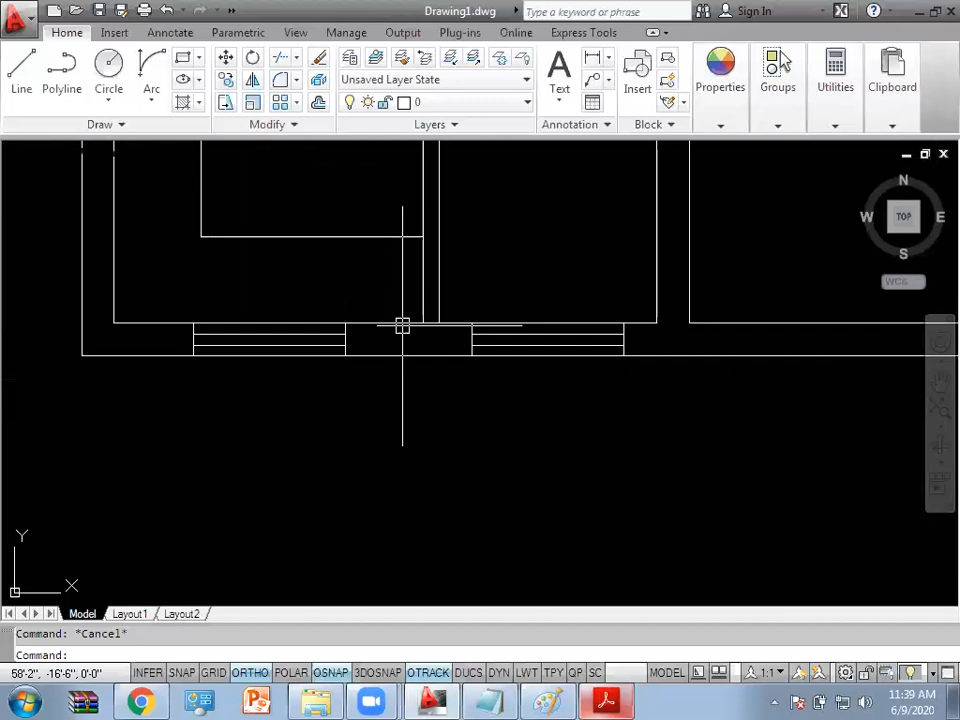 Drawing1.dwg
Type a keyword or phrase
Sign In
Home Insert Annotate Parametric View Manage Output Plug-ins Online Express Tools
Line Polyline Circle Arc
Unsaved Layer State
0
Text
Insert
Properties Groups Utilities Clipboard
Draw Modify Layers Annotation Block
N
W TOP E
S
WCS
Y
X
Model Layout1 Layout2
Command: *Cancel*
Command:
58'-2", -16'-6", 0'-0" INFER SNAP GRID ORTHO POLAR OSNAP 3DOSNAP OTRACK DUCS DYN LWT TPY QP SC MODEL 1:1
11:39 AM
6/9/2020